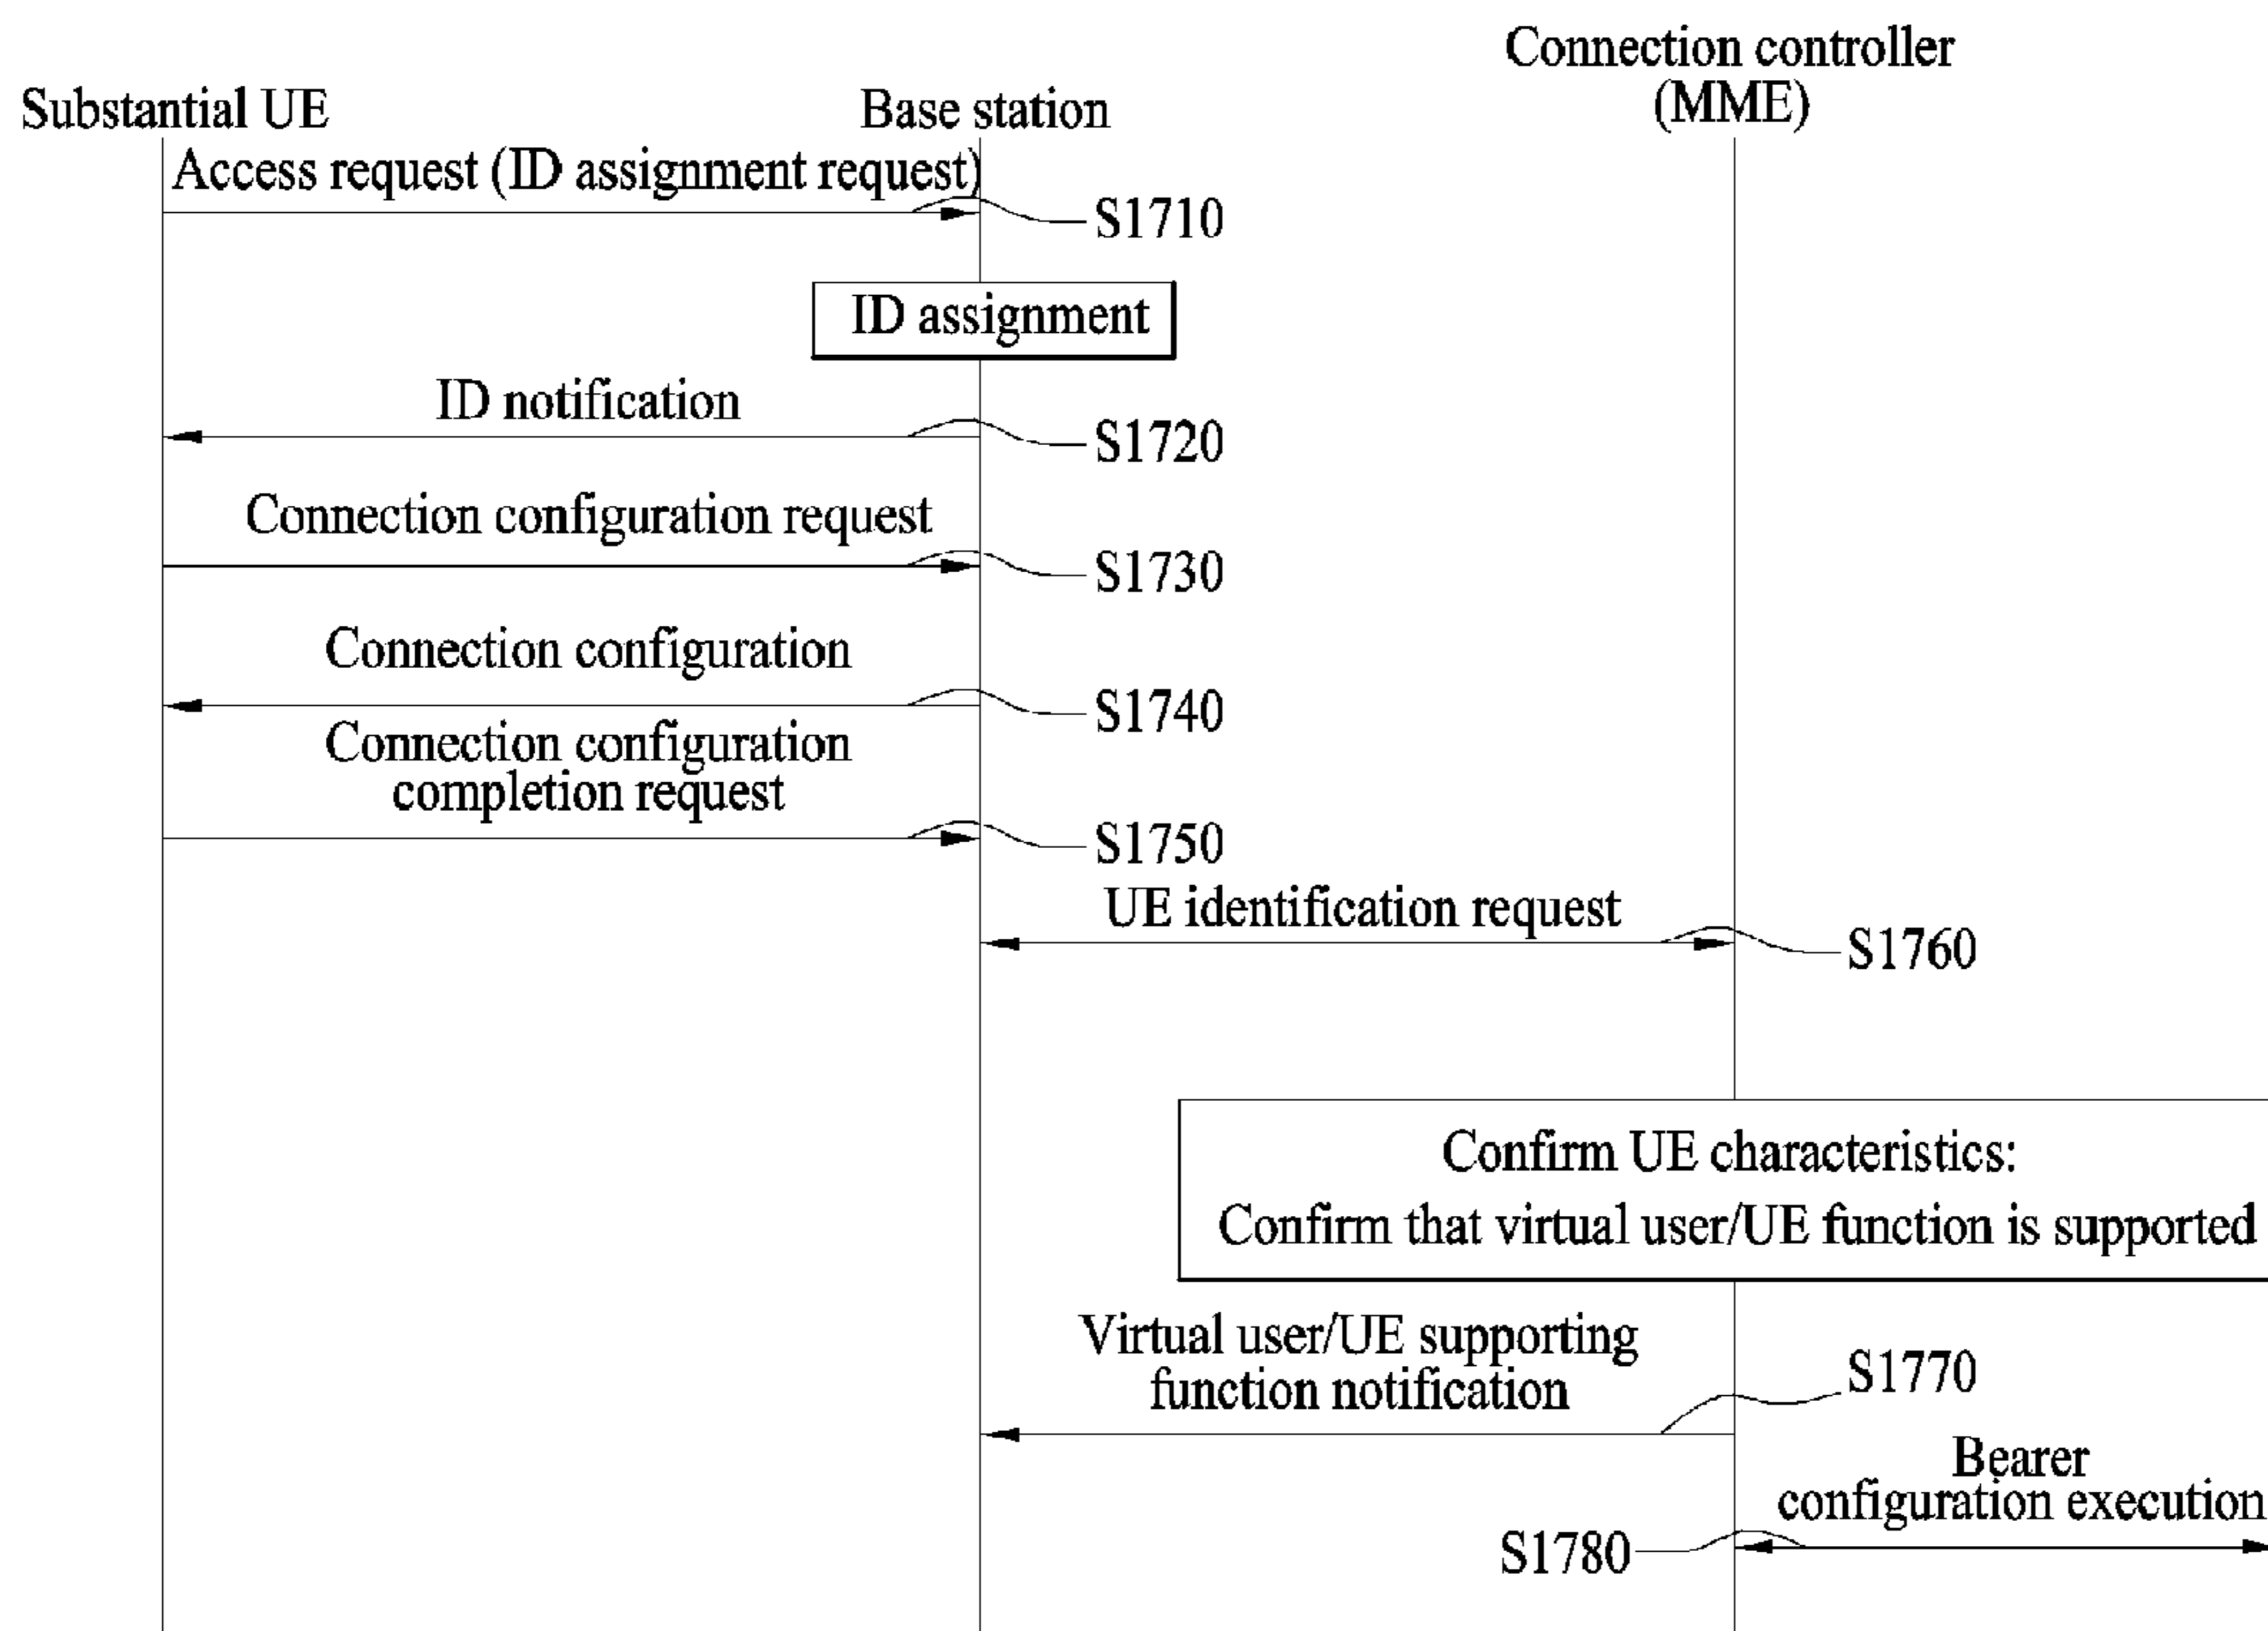 Connection controller
(MME)
Substantial UE
Base station
Access request (ID assignment request)
S1710
ID assignment
ID notification
S1720
Connection configuration request
S1730
Connection configuration
S1740
Connection configuration
completion request
S1750
UE identification request
S1760
Confirm UE characteristics:
Confirm that virtual user/UE function is supported
Virtual user/UE supporting
function notification
S1770
Bearer
configuration execution
S1780